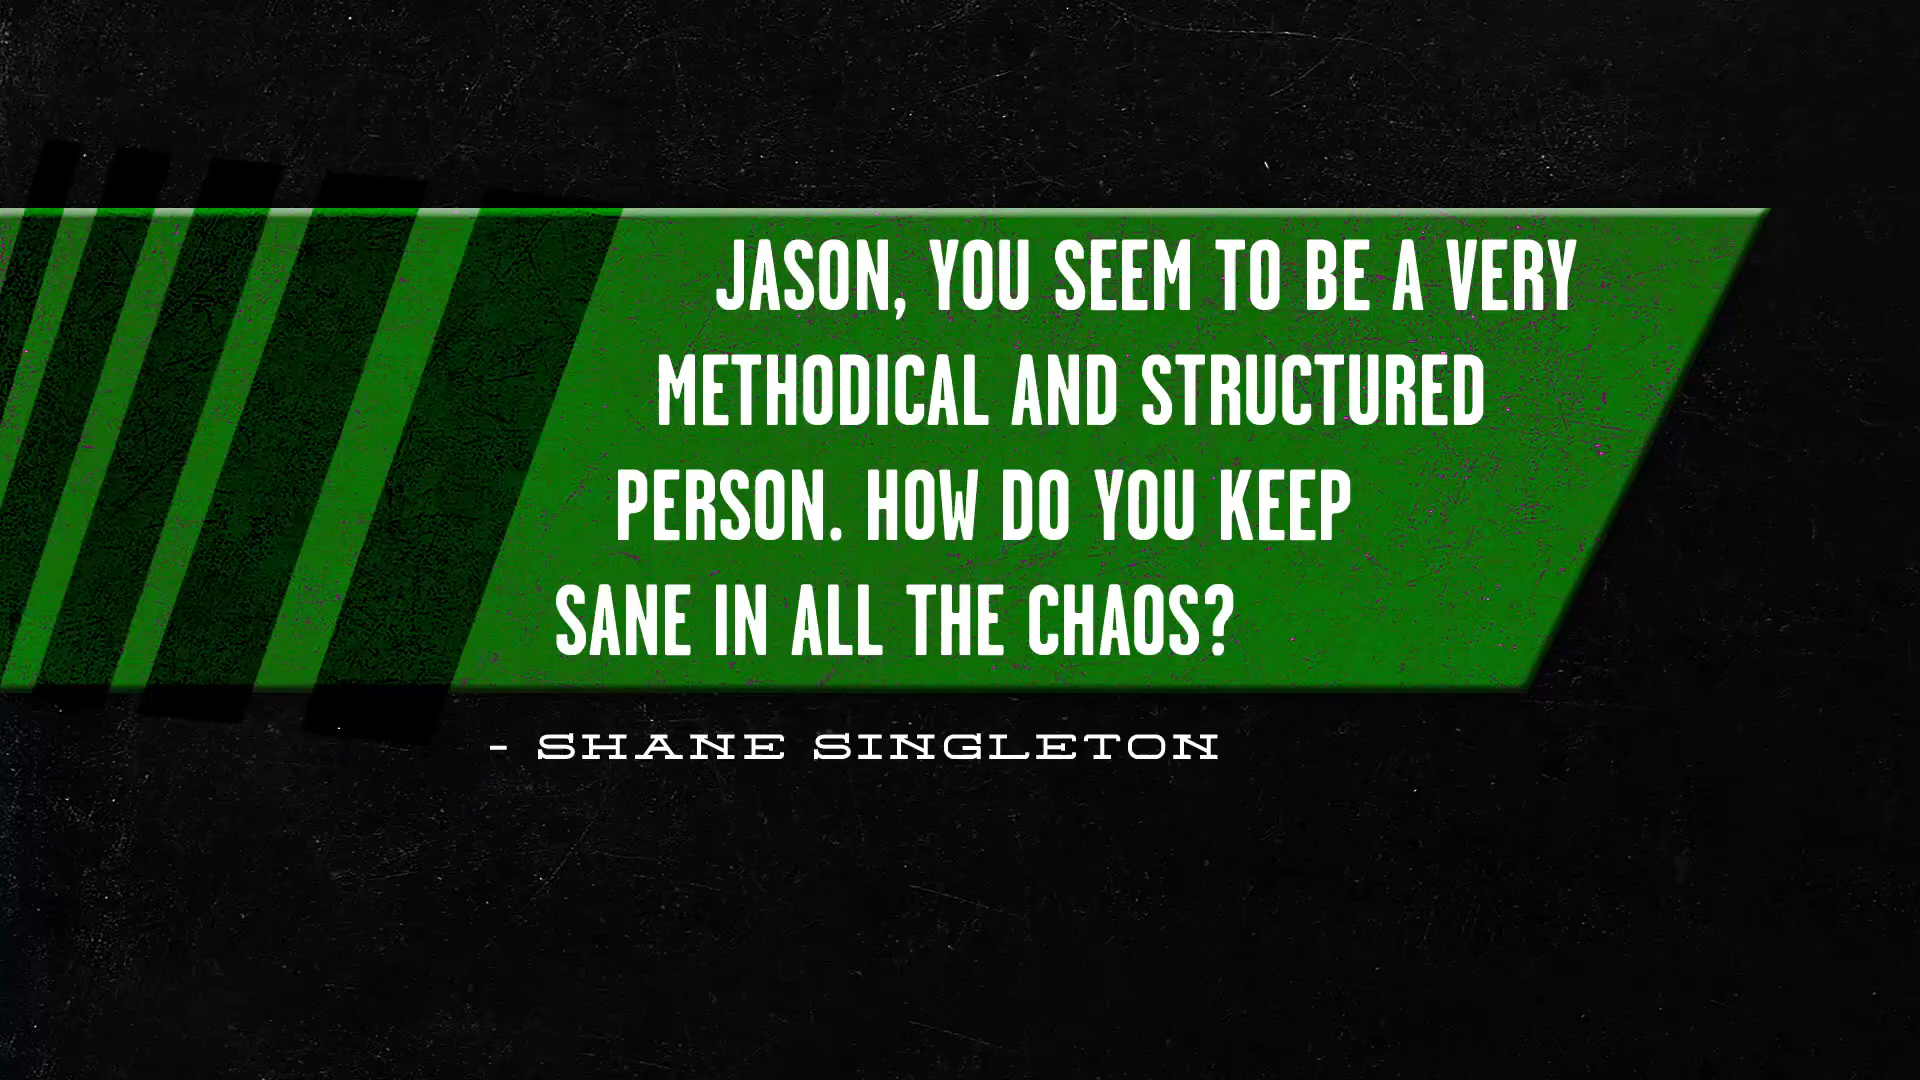 JASON, YOU SEEM TO BE A VERY
METHODICAL AND STRUCTURED
PERSON. HOW DO YOU KEEP
SANE IN ALL THE CHAOS?
- SHANE SINGLETON